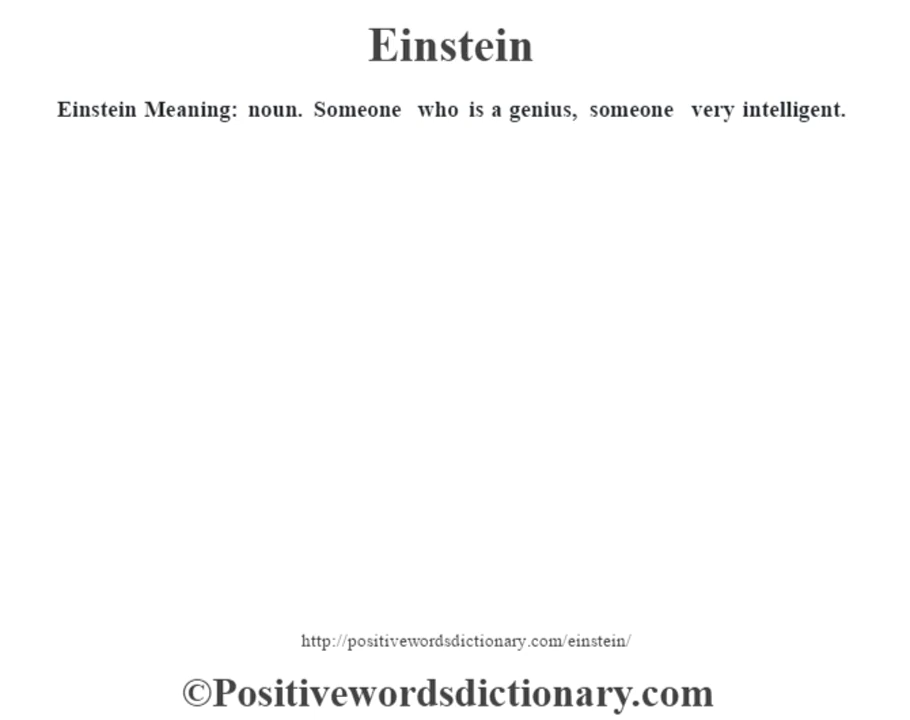 Einstein
Einstein Meaning: noun. Someone who is a genius, someone very intelligent.
http://positivewordsdictionary.com/einstein/
©Positivewordsdictionary.com